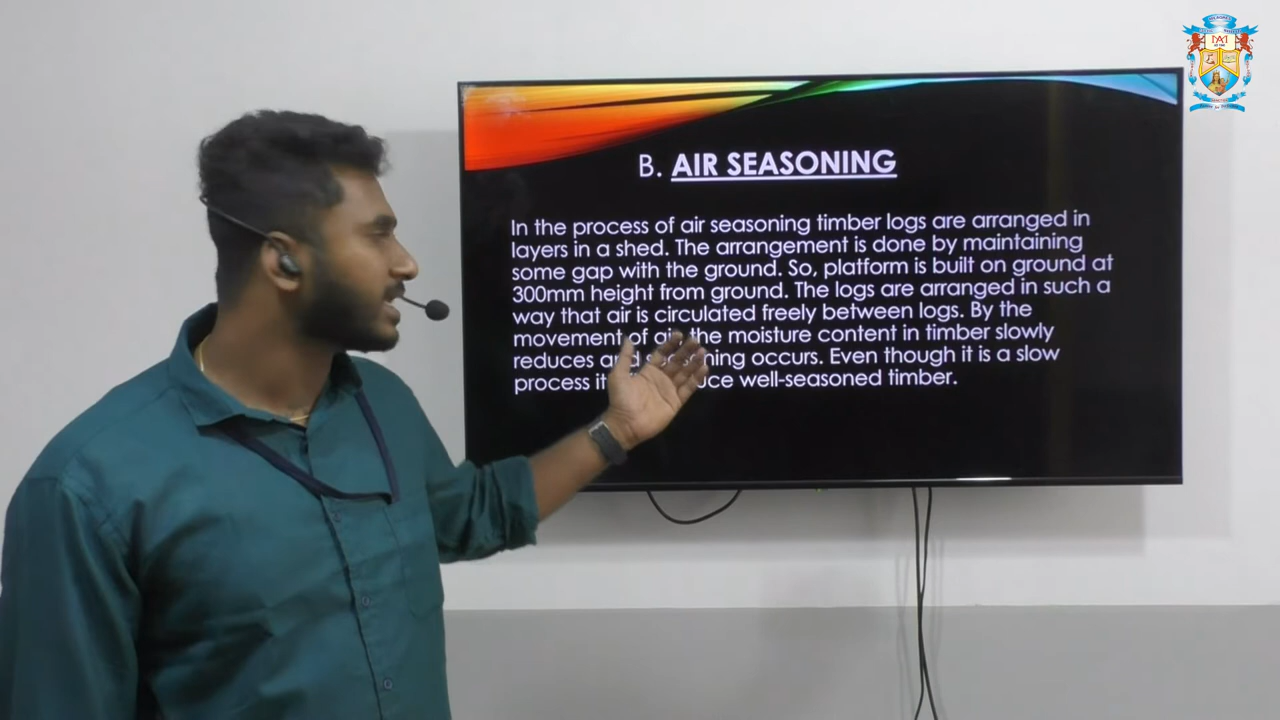 B. AIR SEASONING
In the process of air seasoning timber logs are arranged in
layers in a shed. The arrangement is done by maintaining
some gap with the ground. So, platform is built on ground at
300mm height from ground. The logs are arranged in such a
way that air is circulated freely between logs. By the
movement of air the moisture content in timber slowly
reduces and seasoning occurs. Even though it is a slow
process it well-seasoned timber.